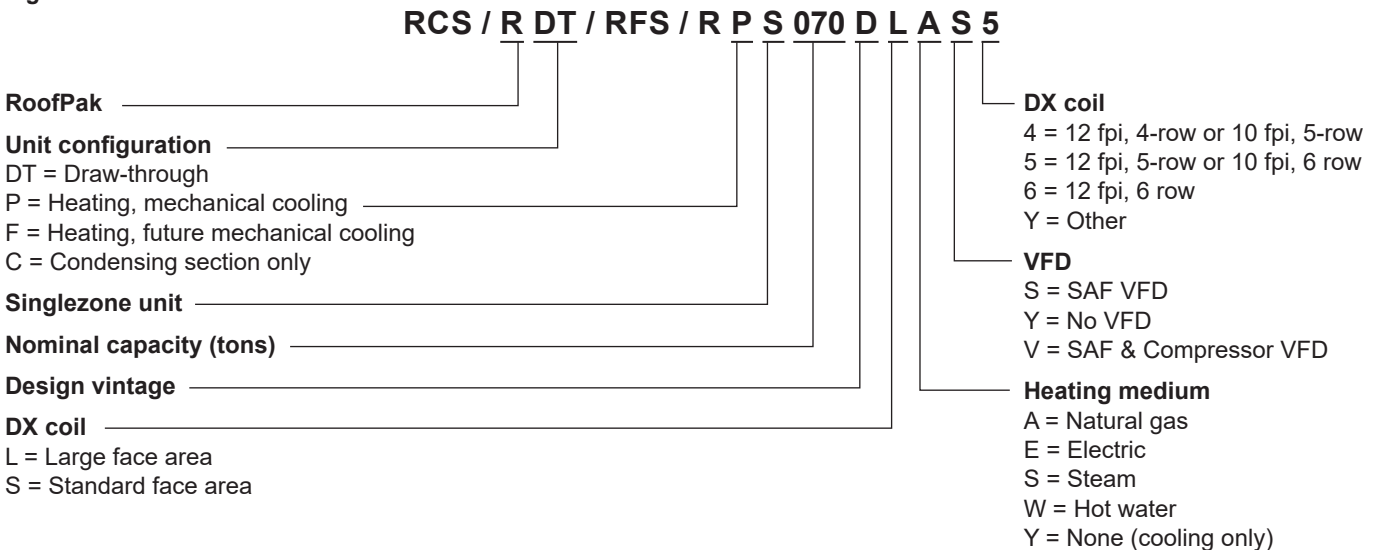 RCS / R DT / RFS / R P S 070 D L A S 5
RoofPak
Unit configuration
DT = Draw-through
P = Heating, mechanical cooling
F = Heating, future mechanical cooling
C = Condensing section only
Singlezone unit
Nominal capacity (tons)
Design vintage
DX coil
L = Large face area
S = Standard face area
DX coil
4 = 12 fpi, 4-row or 10 fpi, 5-row
5 = 12 fpi, 5-row or 10 fpi, 6 row
6 = 12 fpi, 6 row
Y = Other
VFD
S = SAF VFD
Y = No VFD
V = SAF & Compressor VFD
Heating medium
A = Natural gas
E = Electric
S = Steam
W = Hot water
Y = None (cooling only)